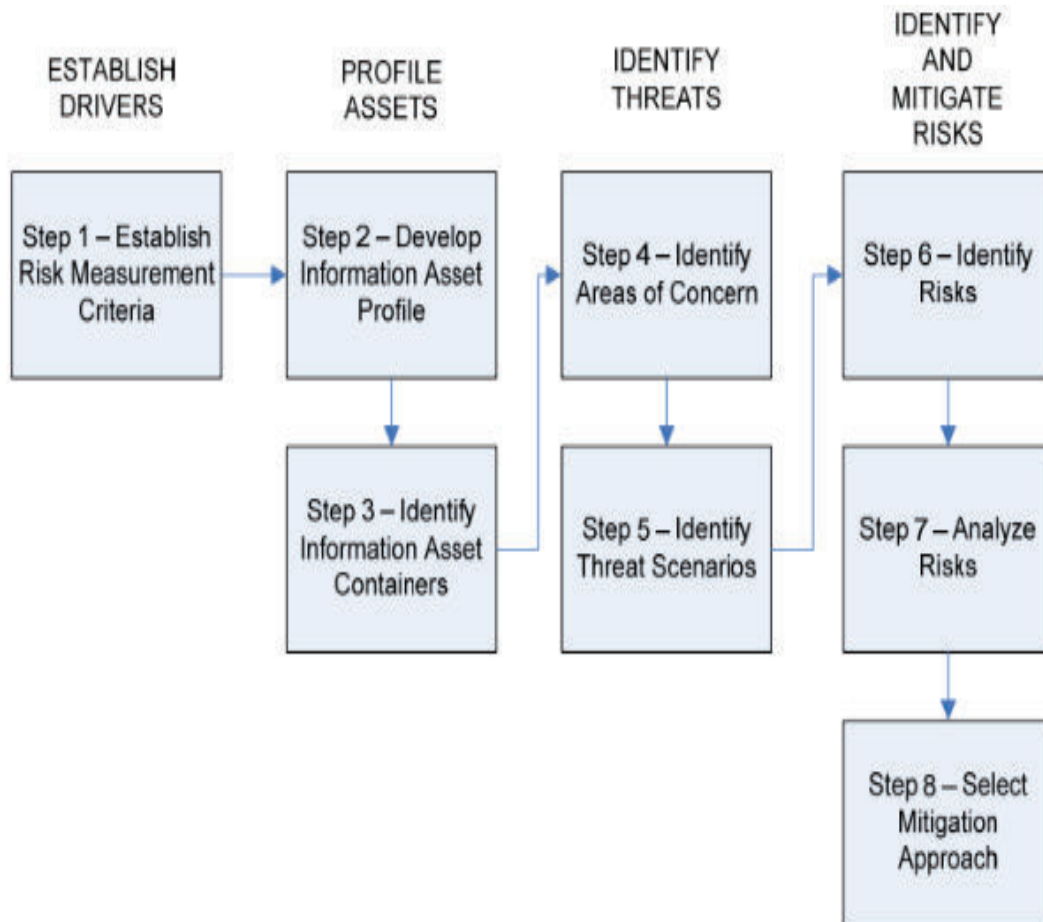 ESTABLISH
DRIVERS
PROFILE
ASSETS
IDENTIFY
THREATS
IDENTIFY
AND
MITIGATE
RISKS
Step 1 – Establish
Risk Measurement
Criteria
Step 2 – Develop
Information Asset
Profile
Step 3 – Identify
Information Asset
Containers
Step 4 – Identify
Areas of Concern
Step 5 – Identify
Threat Scenarios
Step 6 – Identify
Risks
Step 7 – Analyze
Risks
Step 8 – Select
Mitigation
Approach